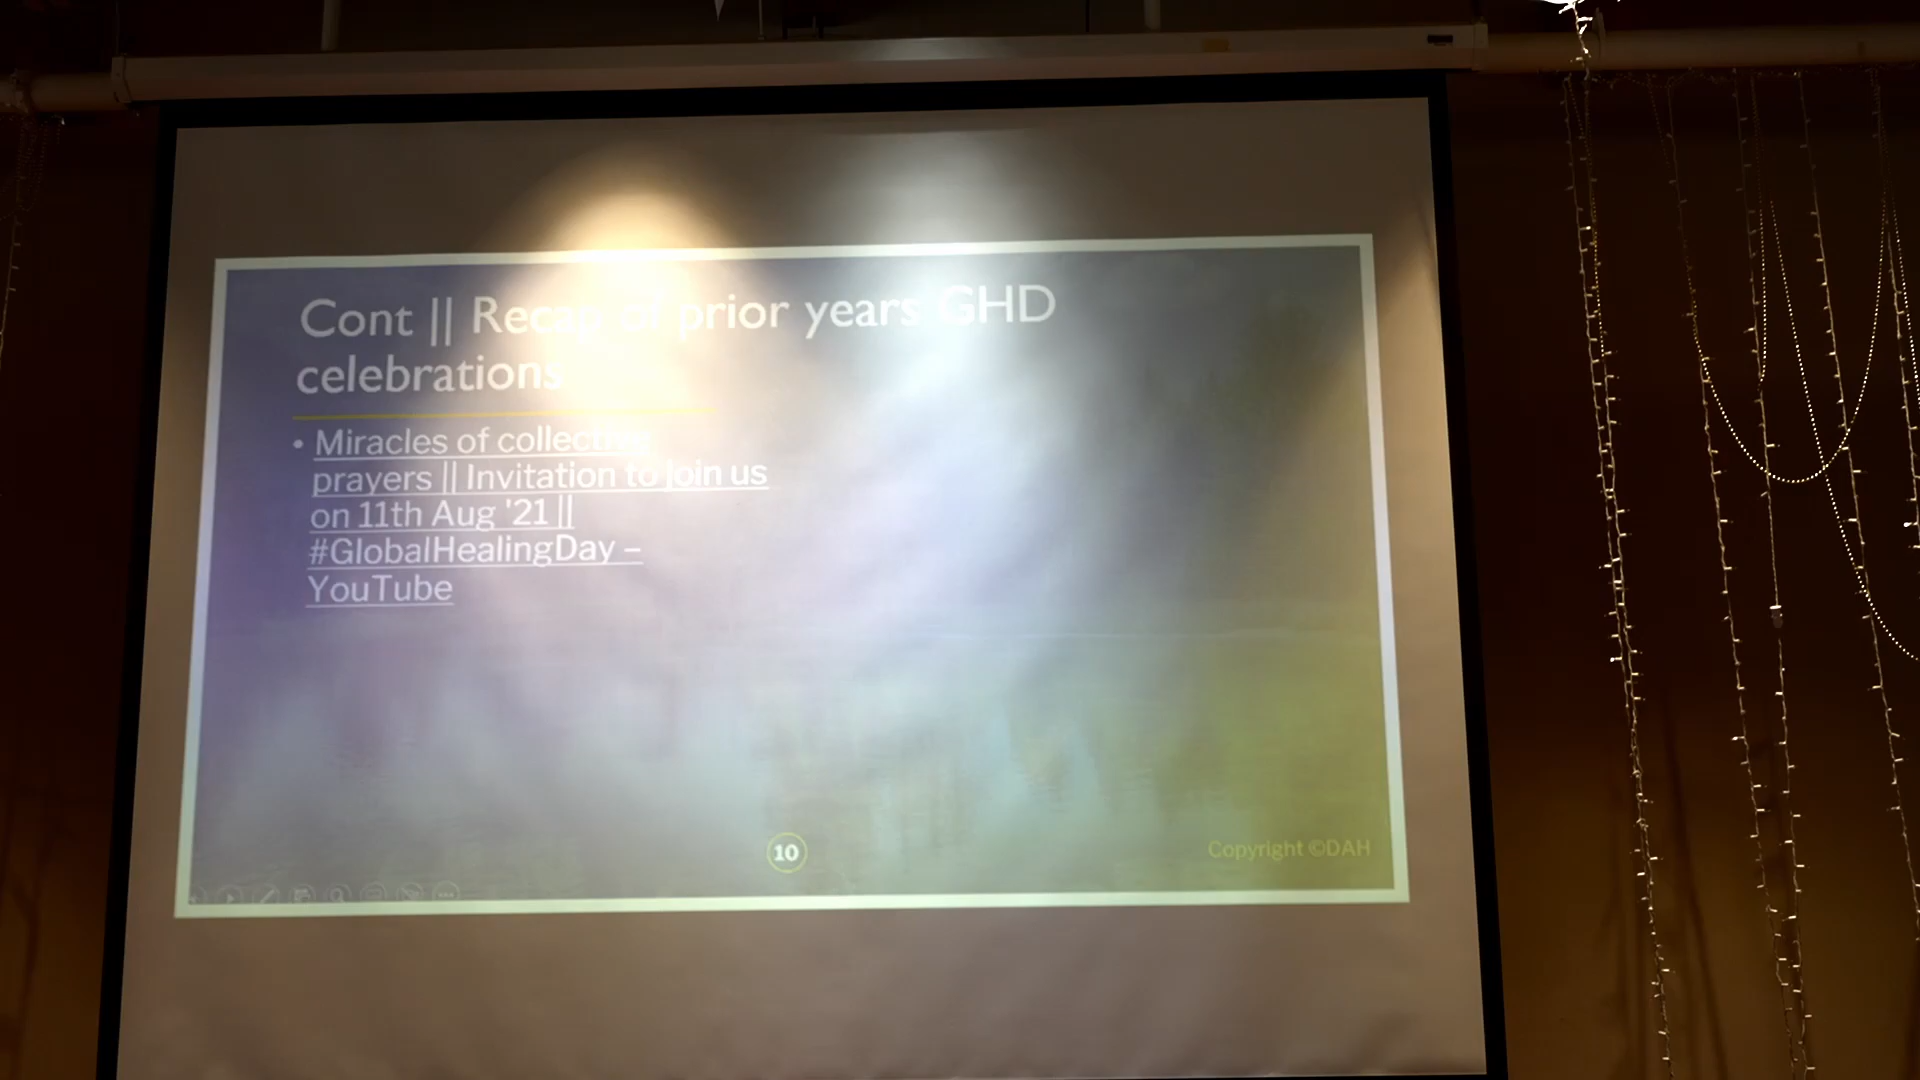 Cont || Recap of prior years GHD
celebrations
• Miracles of collective
prayers || Invitation to join us
on 11th Aug '21 ||
#GlobalHealingDay –
YouTube
10
Copyright ©DAH